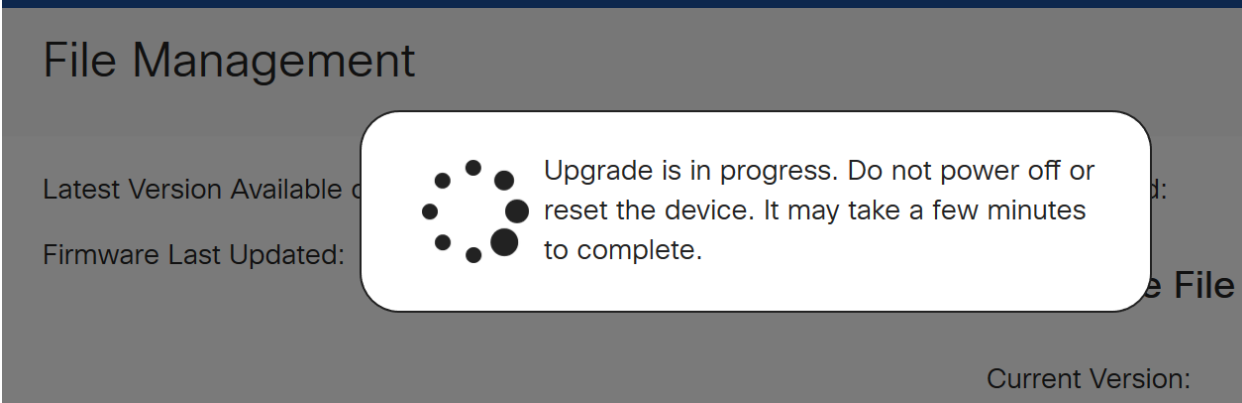 File Management
Upgrade is in progress. Do not power off or
reset the device. It may take a few minutes
to complete.
Latest Version Available
Firmware Last Updated:
File
Current Version: